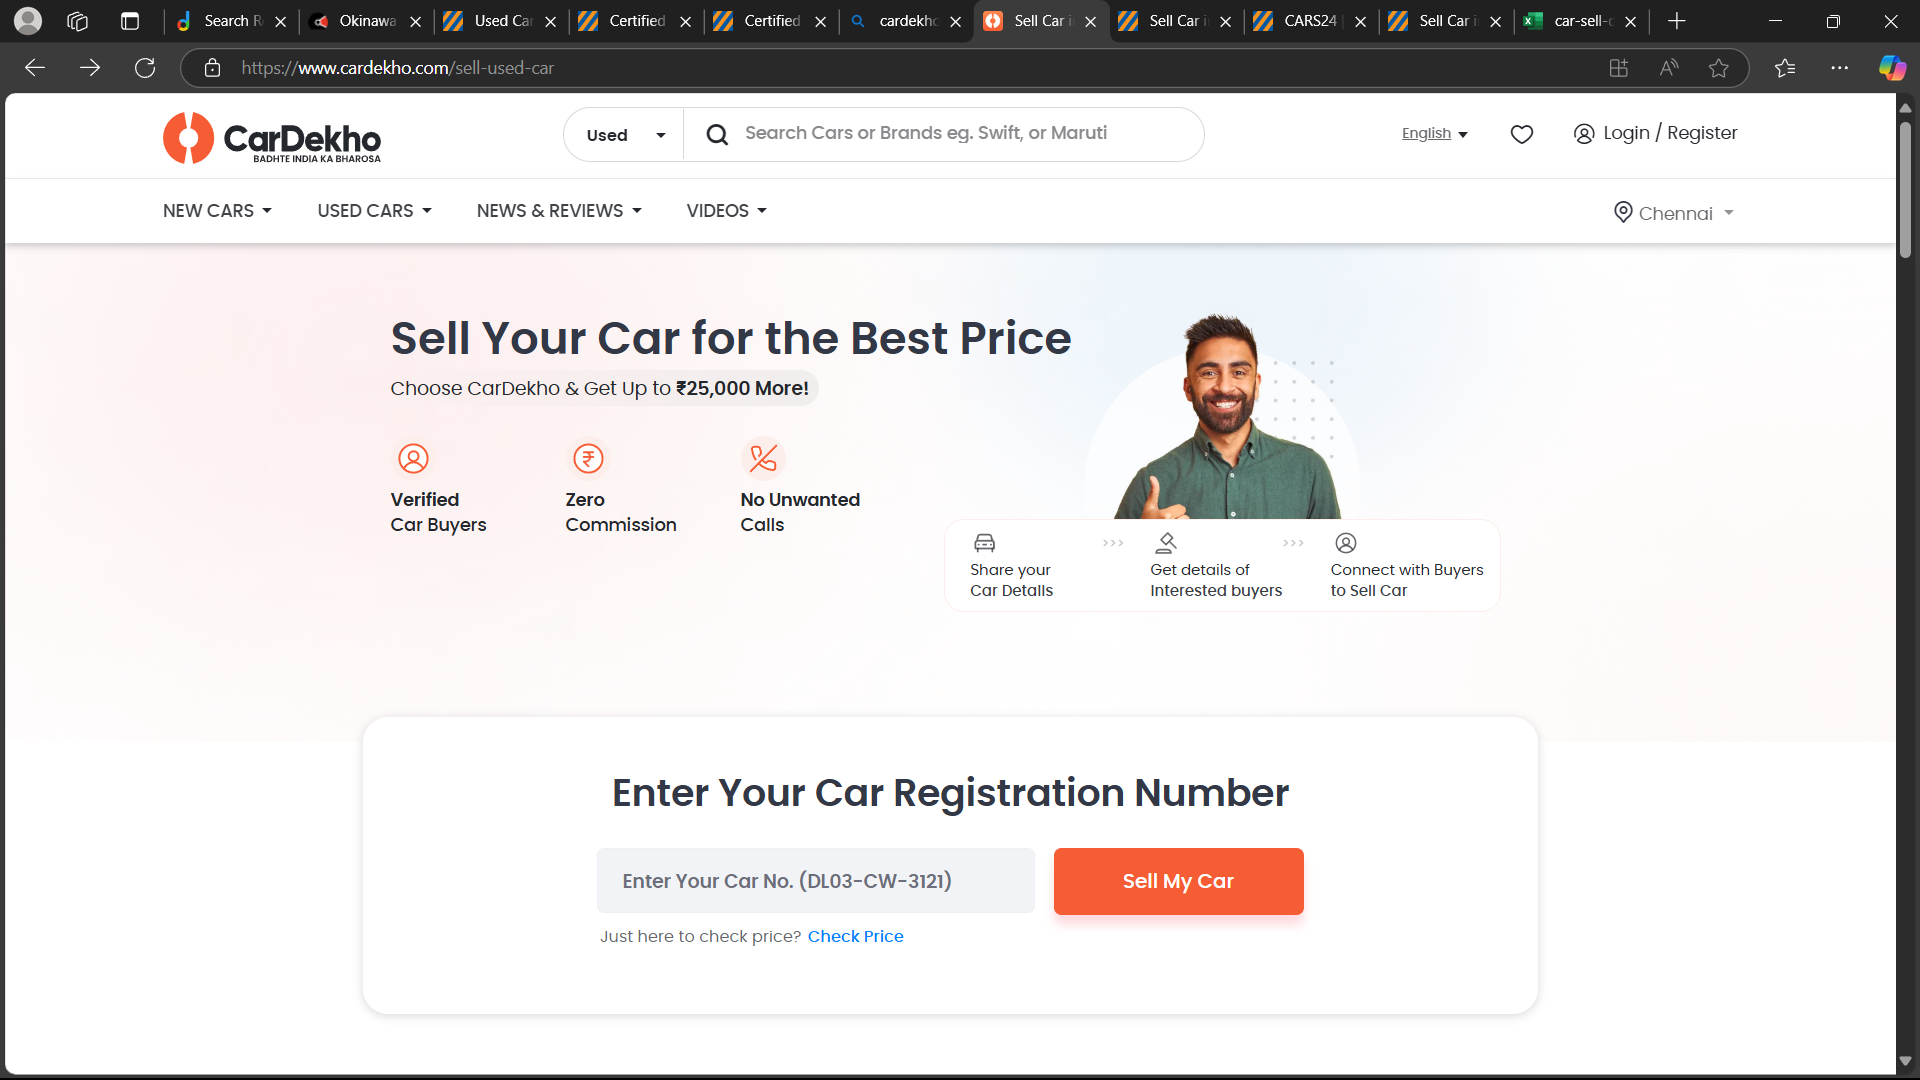 Search R
Okinawa
Used Car
Certified
Certified
cardekho
Sell Car i
Sell Car i
CARS24
Sell Car i
car-sell-c
https://www.cardekho.com/sell-used-car
CarDekho
BADHTE INDIA KA BHAROSA
Used
Search Cars or Brands eg. Swift, or Maruti
English
Login / Register
NEW CARS
USED CARS
NEWS & REVIEWS
VIDEOS
Chennai
Sell Your Car for the Best Price
Choose CarDekho & Get Up to ₹25,000 More!
Verified
Car Buyers
Zero
Commission
No Unwanted
Calls
Share your
Car Details
Get details of
Interested buyers
Connect with Buyers
to Sell Car
Enter Your Car Registration Number
Enter Your Car No. (DL03-CW-3121)
Sell My Car
Just here to check price? Check Price